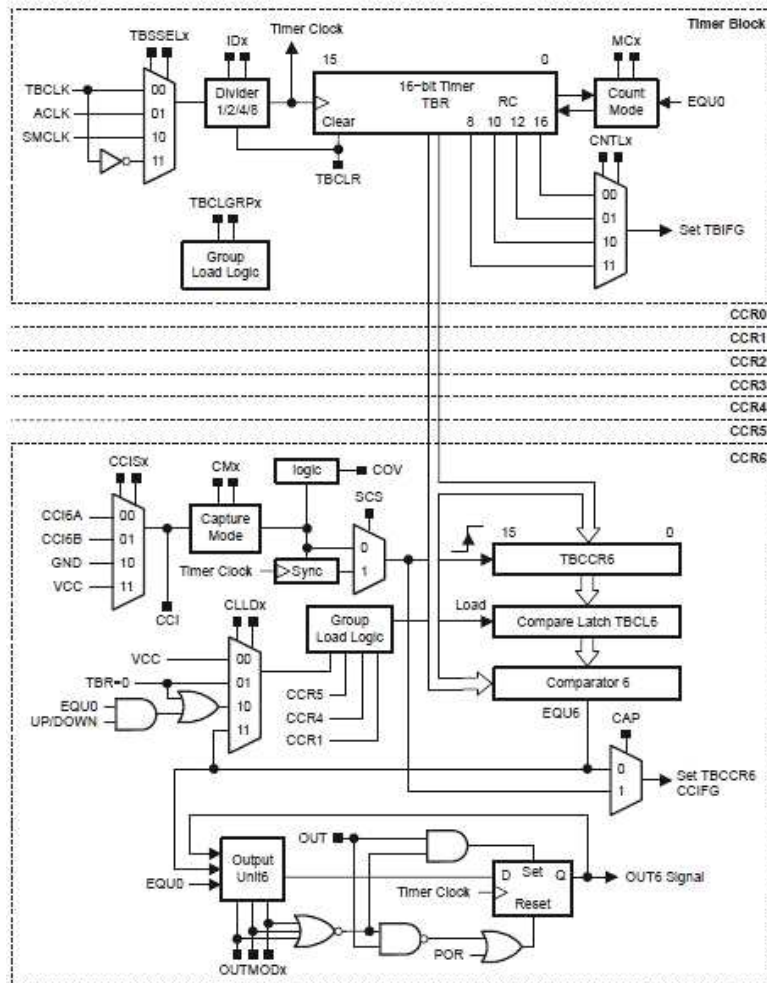 Timer Block
Timer Clock
TBSSELx
IDx
15
0
MCx
TBCLK
00
Divider
1/2/4/8
16-bit Timer
TBR
RC
Count
Mode
EQU0
ACLK
01
SMCLK
10
11
Clear
8 10 12 16
TBCLR
CNTLx
00
01
10
11
Set TBIFG
TBCLGRPx
Group
Load Logic
CCR0
CCR1
CCR2
CCR3
CCR4
CCR5
CCR6
CCISx
CMx
logic
COV
SCS
CCI6A
00
CCI6B
01
GND
10
VCC
11
Capture
Mode
0
1
15
0
TBCCR6
Timer Clock
Sync
CCI
CLLDx
Group
Load Logic
Load
Compare Latch TBCL6
VCC
00
TBR=0
01
EQU0
UP/DOWN
10
11
CCR5
CCR4
CCR1
Comparator 6
EQU6
CAP
0
1
Set TBCCR6
CCIFG
OUT
Output
Unit6
EQU0
Timer Clock
D
Set
Q
Reset
OUT6 Signal
POR
OUTMODx